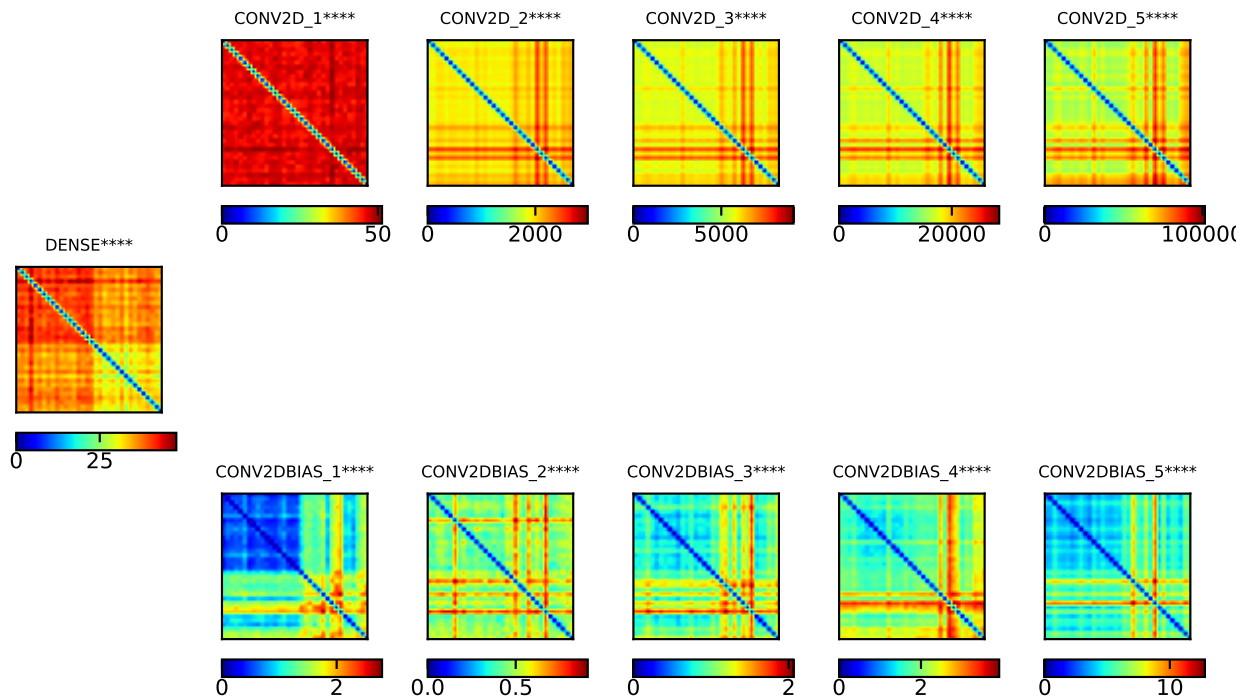 CONV2D_1**** CONV2D_2**** CONV2D_3**** CONV2D_4**** CONV2D_5****
0 50 0 2000 0 5000 0 20000 0 100000
DENSE****
0 25
CONV2DBIAS_1**** CONV2DBIAS_2**** CONV2DBIAS_3**** CONV2DBIAS_4**** CONV2DBIAS_5****
0 2 0.0 0.5 0 2 0 2 0 10